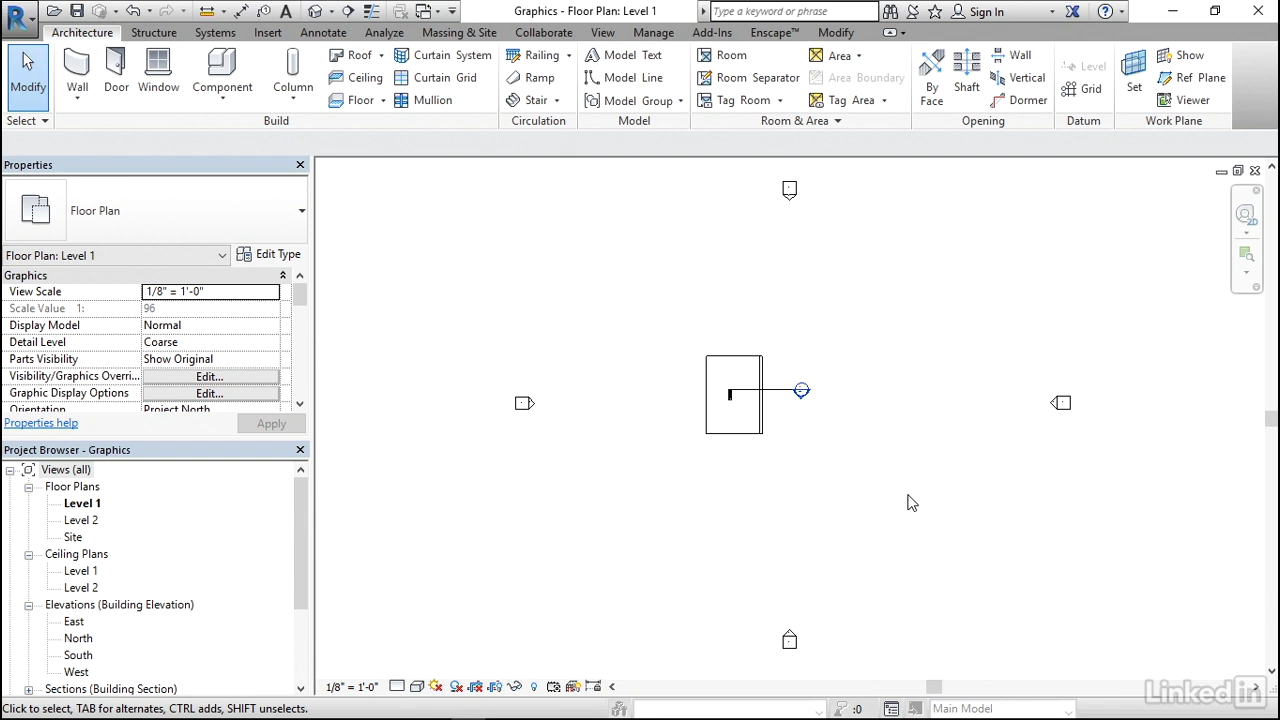 R
A
Graphics - Floor Plan: Level 1
Type a keyword or phrase
Sign In
Architecture Structure Systems Insert Annotate Analyze Massing & Site Collaborate View Manage Add-Ins Enscape™ Modify
Modify
Wall
Door
Window
Component
Column
Roof
Ceiling
Floor
Curtain System
Curtain Grid
Mullion
Railing
Ramp
Stair
Model Text
Model Line
Model Group
Room
Room Separator
Tag Room
Area
Area Boundary
Tag Area
By
Face
Shaft
Wall
Vertical
Dormer
Level
Grid
Set
Show
Ref Plane
Viewer
Select
Build
Circulation
Model
Room & Area
Opening
Datum
Work Plane
Properties
Floor Plan
Floor Plan: Level 1
Edit Type
Graphics
View Scale 1/8" = 1'-0"
Scale Value 1: 96
Display Model Normal
Detail Level Coarse
Parts Visibility Show Original
Visibility/Graphics Overri... Edit...
Graphic Display Options Edit...
Orientation Project North
Properties help
Apply
Project Browser - Graphics
Views (all)
Floor Plans
Level 1
Level 2
Site
Ceiling Plans
Level 1
Level 2
Elevations (Building Elevation)
East
North
South
West
Sections (Building Section)
2D
1/8" = 1'-0"
Click to select, TAB for alternates, CTRL adds, SHIFT unselects.
:0
Main Model
Linked in